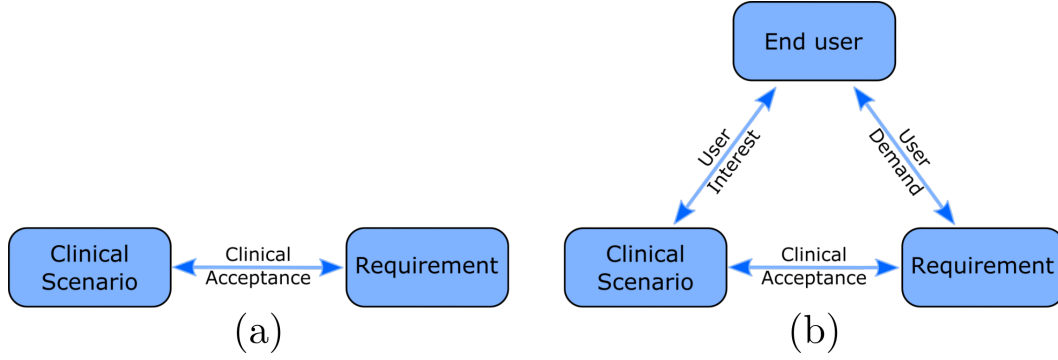 Clinical
Scenario
Clinical
Acceptance
Requirement
(a)
End user
User
Interest
User
Demand
Clinical
Scenario
Clinical
Acceptance
Requirement
(b)